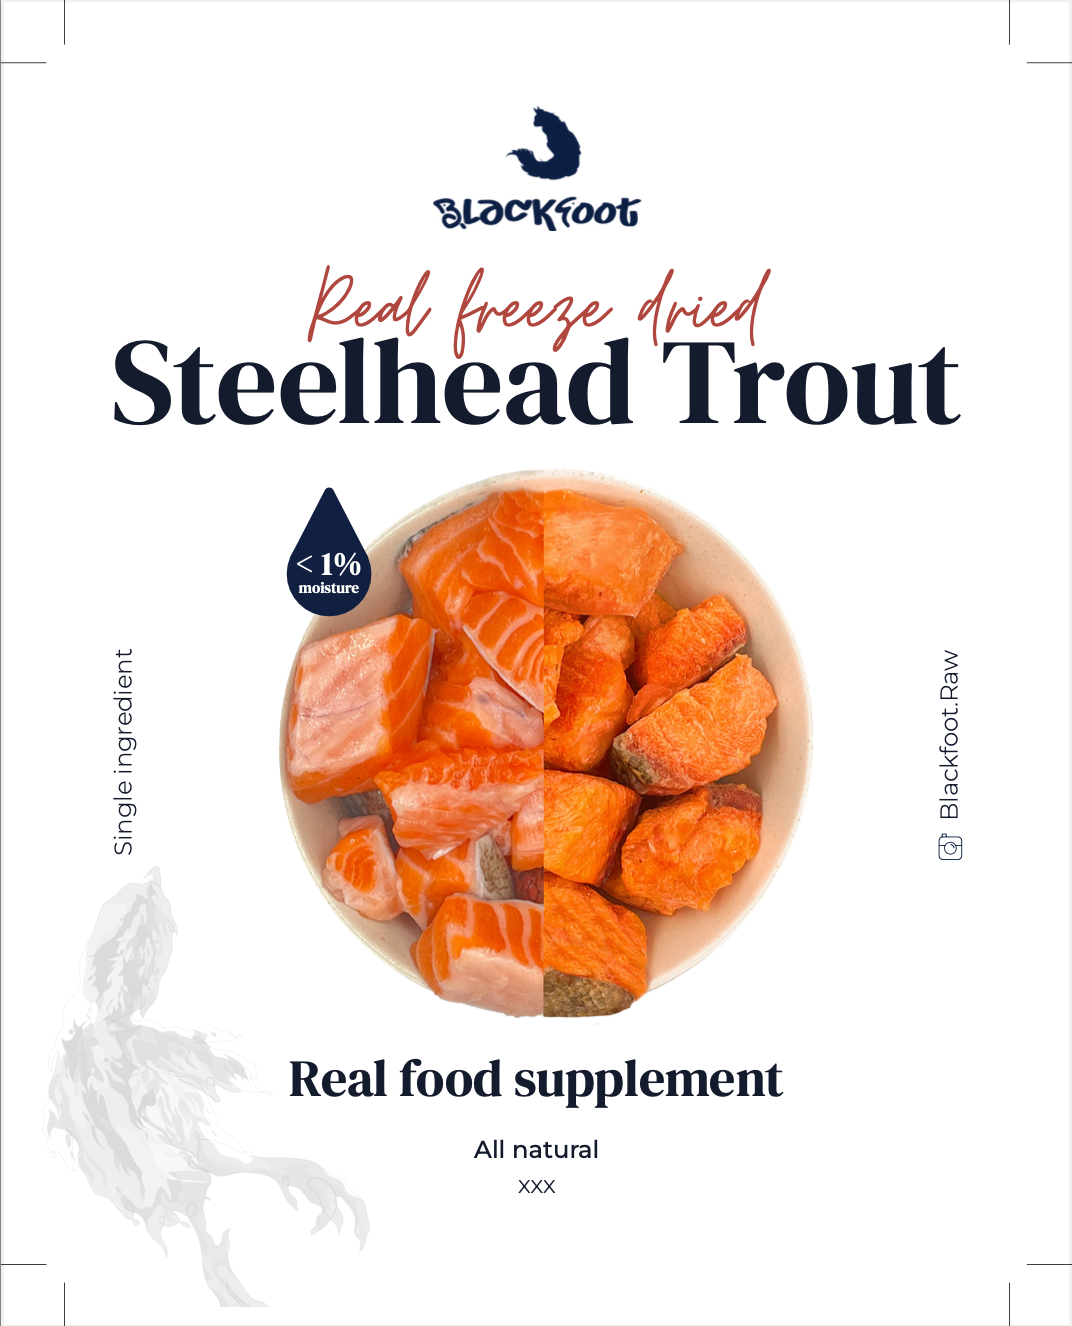 BLackfoot
Real freeze dried
Steelhead Trout
< 1%
moisture
Single ingredient
Blackfoot.Raw
Real food supplement
All natural
XXX